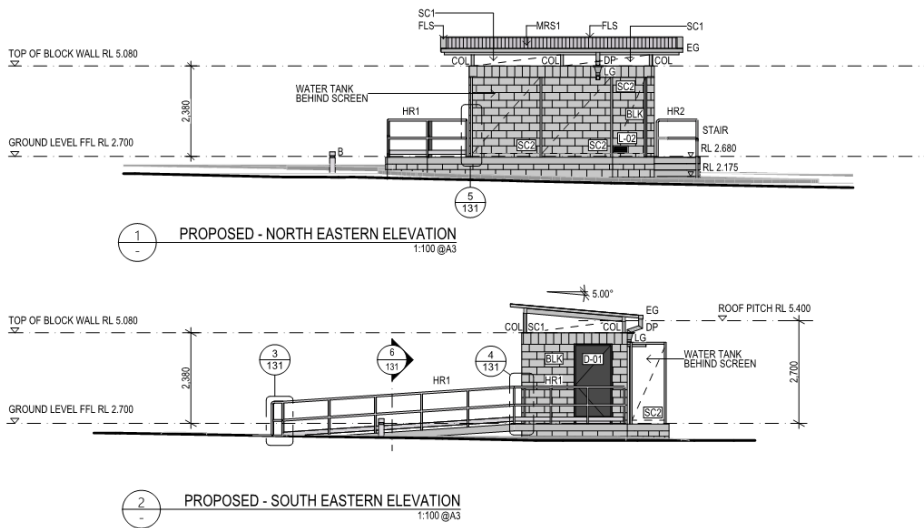 SC1
FLS
MRS1
FLS
SC1
EG
TOP OF BLOCK WALL RL 5.080
COL
COL
DP
COL
LG
SC2
WATER TANK
BEHIND SCREEN
2,380
HR1
BLK
HR2
L-02
STAIR
GROUND LEVEL FFL RL 2.700
B
SC2
SC2
RL 2.680
RL 2.175
5
131
1
-
PROPOSED - NORTH EASTERN ELEVATION
1:100 @A3
5.00°
EG
ROOF PITCH RL 5.400
TOP OF BLOCK WALL RL 5.080
COL
SC1
COL
DP
LG
3
131
6
131
4
131
BLK
D-01
WATER TANK
BEHIND SCREEN
2,380
HR1
HR1
2,700
GROUND LEVEL FFL RL 2.700
SC2
2
-
PROPOSED - SOUTH EASTERN ELEVATION
1:100 @A3